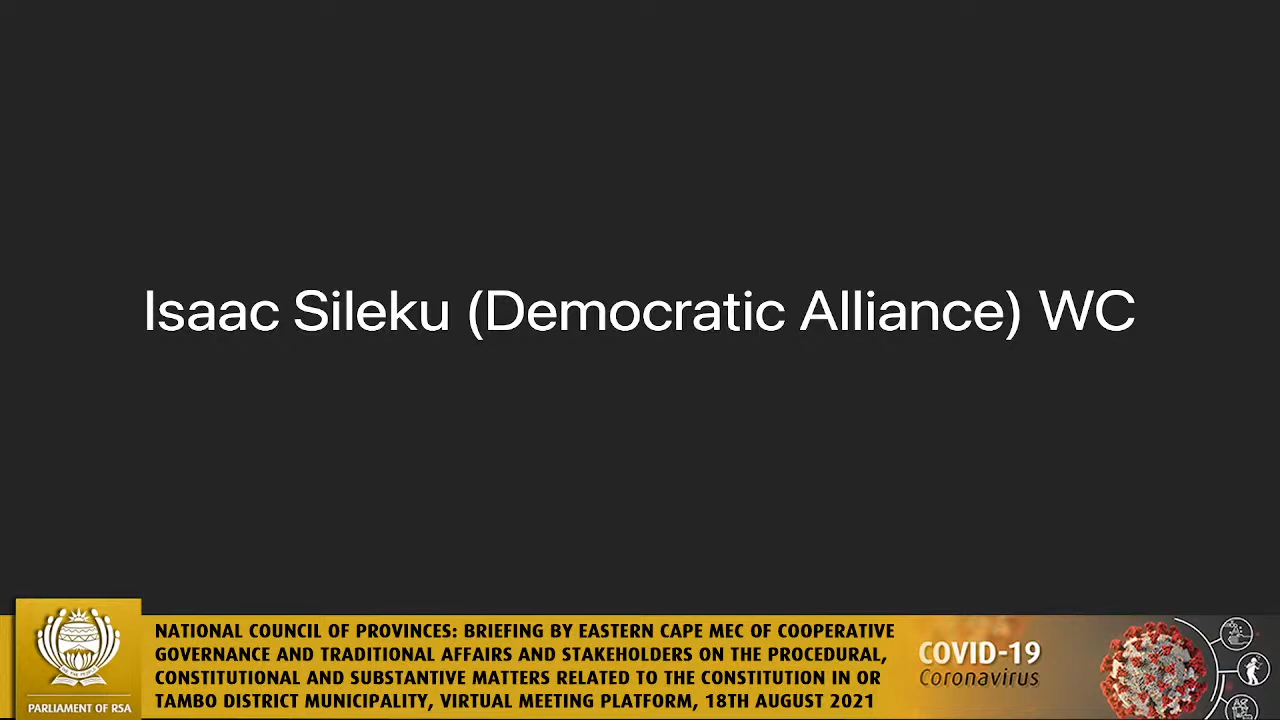 Isaac Sileku (Democratic Alliance) WC
NATIONAL COUNCIL OF PROVINCES: BRIEFING BY EASTERN CAPE MEC OF COOPERATIVE
GOVERNANCE AND TRADITIONAL AFFAIRS AND STAKEHOLDERS ON THE PROCEDURAL,
CONSTITUTIONAL AND SUBSTANTIVE MATTERS RELATED TO THE CONSTITUTION IN OR
TAMBO DISTRICT MUNICIPALITY, VIRTUAL MEETING PLATFORM, 18TH AUGUST 2021
PARLIAMENT OF RSA
COVID-19
Coronavirus